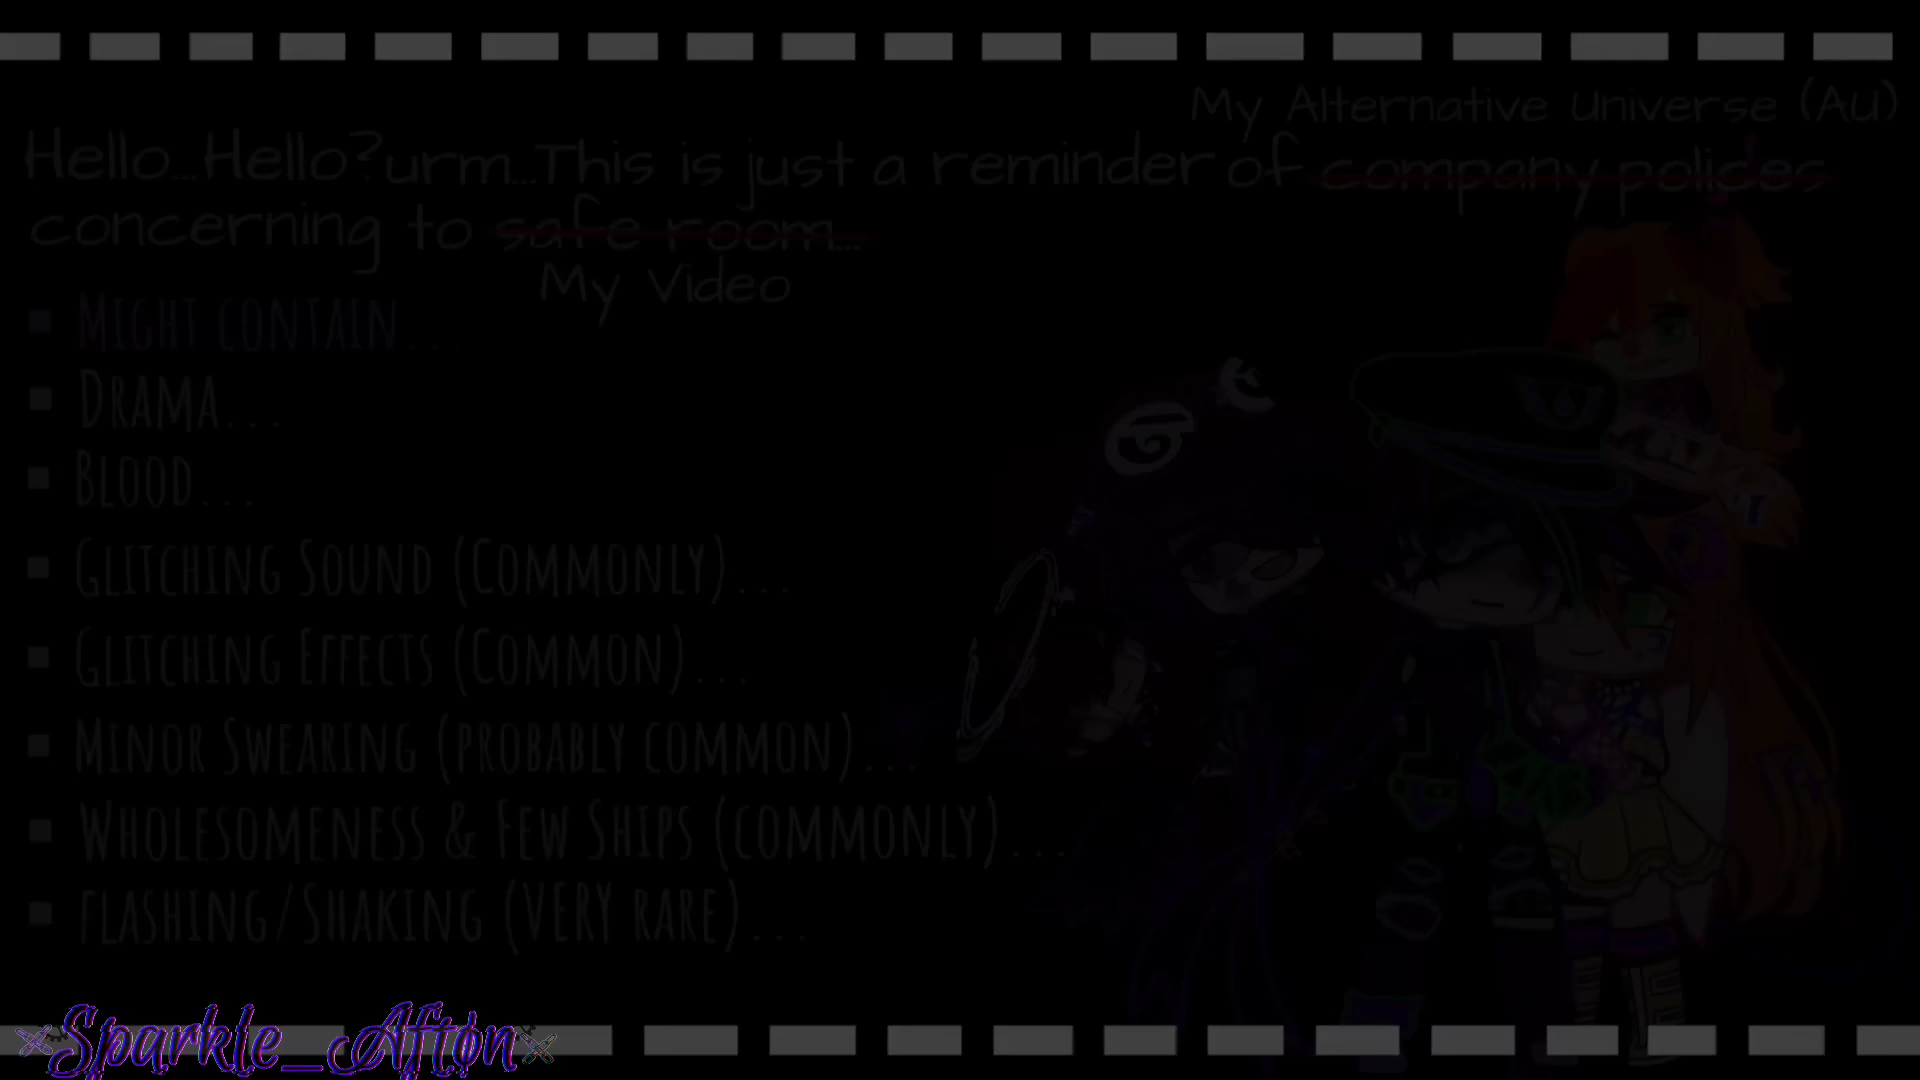 My Alternative Universe (AU)
Hello...Hello?urm...This is just a reminder of company policies
concerning to safe room...
My Video
Might contain...
Drama...
Blood...
Glitching Sound (Commonly)...
Glitching Effects (Common)...
Minor Swearing (probably common)...
Wholesomeness & Few Ships (commonly)...
flashing/Shaking (VERY RARE)...
Sparkle_Aftøn